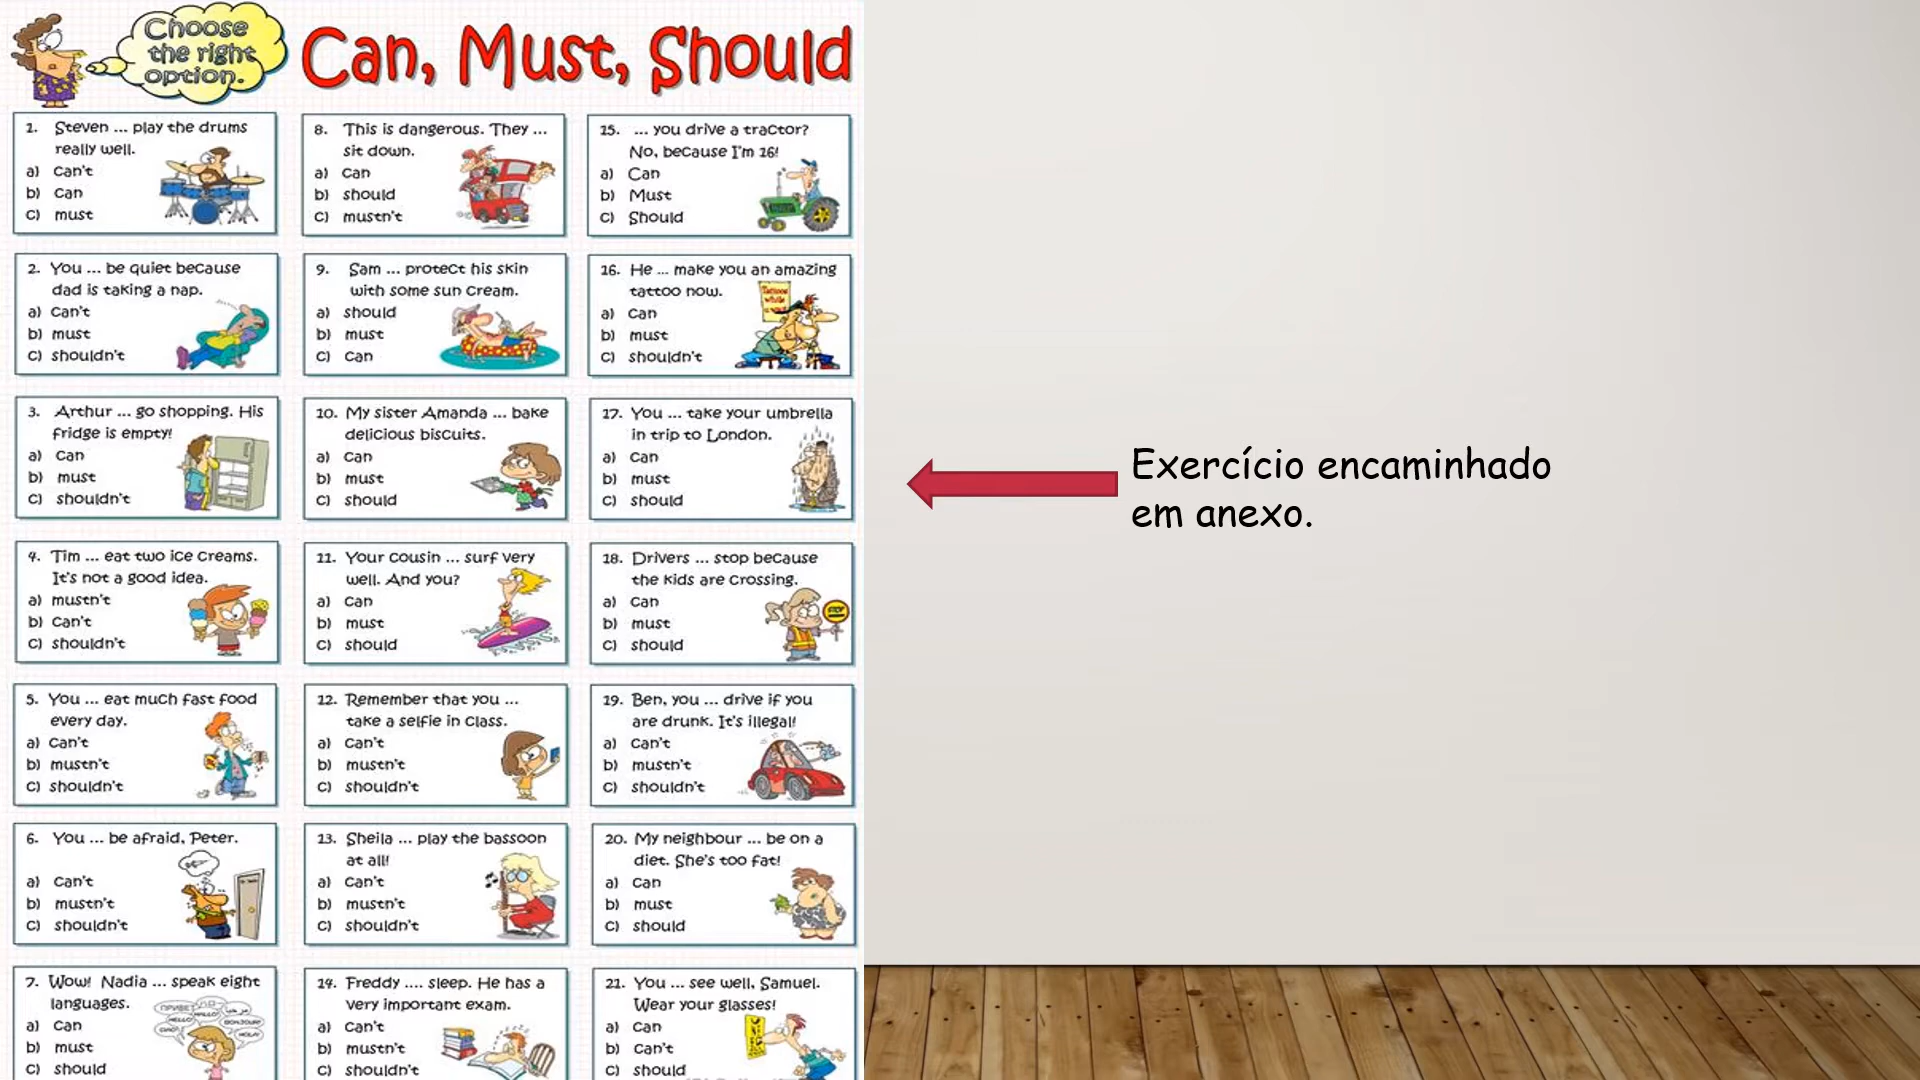 Choose
the right
option.
Can, Must, Should
1. Steven ... play the drums
really well.
a) Can't
b) Can
c) must
2. You ... be quiet because
dad is taking a nap.
a) Can't
b) must
c) shouldn't
3. Arthur ... go shopping. His
fridge is empty!
a) Can
b) must
c) shouldn't
4. Tim ... eat two ice creams.
It's not a good idea.
a) mustn't
b) Can't
c) shouldn't
5. You ... eat much fast food
every day.
a) Can't
b) mustn't
c) shouldn't
6. You ... be afraid, Peter.
a) Can't
b) mustn't
c) shouldn't
7. Wow! Nadia ... speak eight
languages.
a) Can
b) must
c) should
8. This is dangerous. They ...
sit down.
a) Can
b) should
c) mustn't
9. Sam ... protect his skin
with some sun cream.
a) should
b) must
c) Can
10. My sister Amanda ... bake
delicious biscuits.
a) Can
b) must
c) should
11. Your cousin ... surf very
well. And you?
a) Can
b) must
c) should
12. Remember that you ...
take a selfie in class.
a) Can't
b) mustn't
c) shouldn't
13. Sheila ... play the bassoon
at all!
a) Can't
b) mustn't
c) shouldn't
14. Freddy .... sleep. He has a
very important exam.
a) Can't
b) mustn't
c) shouldn't
15. ... you drive a tractor?
No, because I'm 16!
a) Can
b) Must
c) Should
16. He ... make you an amazing
tattoo now.
a) Can
b) must
c) shouldn't
17. You ... take your umbrella
in trip to London.
a) Can
b) must
c) should
18. Drivers ... stop because
the kids are crossing.
a) Can
b) must
c) should
STOP
19. Ben, you ... drive if you
are drunk. It's illegal!
a) Can't
b) mustn't
c) shouldn't
20. My neighbour ... be on a
diet. She's too fat!
a) Can
b) must
c) should
21. You ... see well, Samuel.
Wear your glasses!
a) Can
b) Can't
c) should
Exercício encaminhado
em anexo.